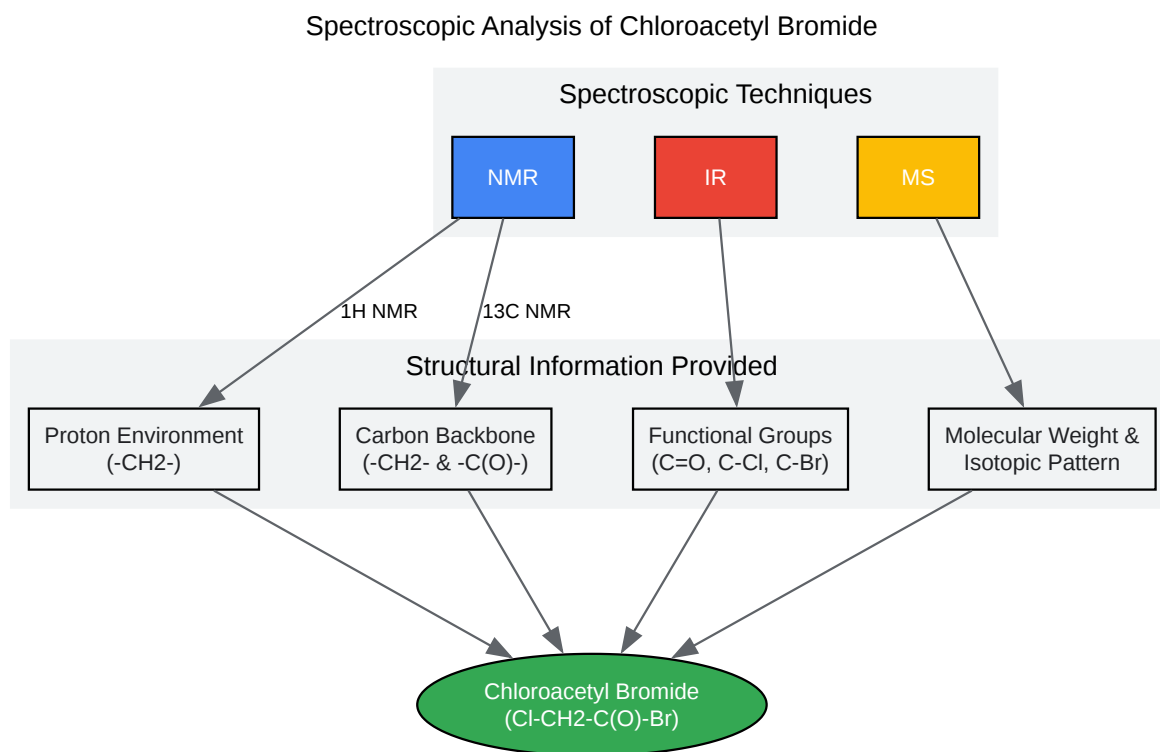 Spectroscopic Analysis of Chloroacetyl Bromide
Spectroscopic Techniques
NMR
IR
MS
1H NMR
13C NMR
Structural Information Provided
Proton Environment
(-CH2-)
Carbon Backbone
(-CH2- & -C(O)-)
Functional Groups
(C=O, C-Cl, C-Br)
Molecular Weight &
Isotopic Pattern
Chloroacetyl Bromide
(Cl-CH2-C(O)-Br)